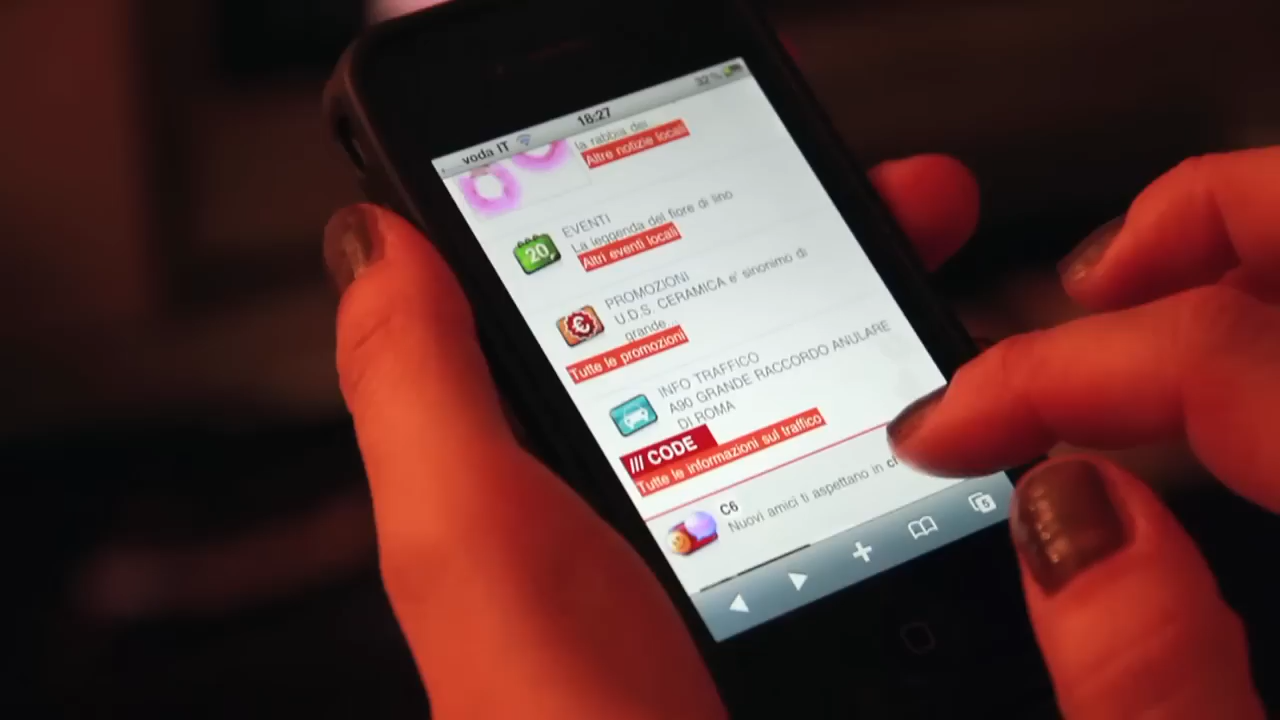 voda IT 18:27 32%
la rabbia dei
Altre notizie locali
20
EVENTI
La leggenda del fiore di lino
Altri eventi locali
PROMOZIONI
U.D.S. CERAMICA e' sinonimo di
grande...
Tutte le promozioni
INFO TRAFFICO
A90 GRANDE RACCORDO ANULARE
DI ROMA
/// CODE
Tutte le informazioni sul traffico
C6
Nuovi amici ti aspettano in
5